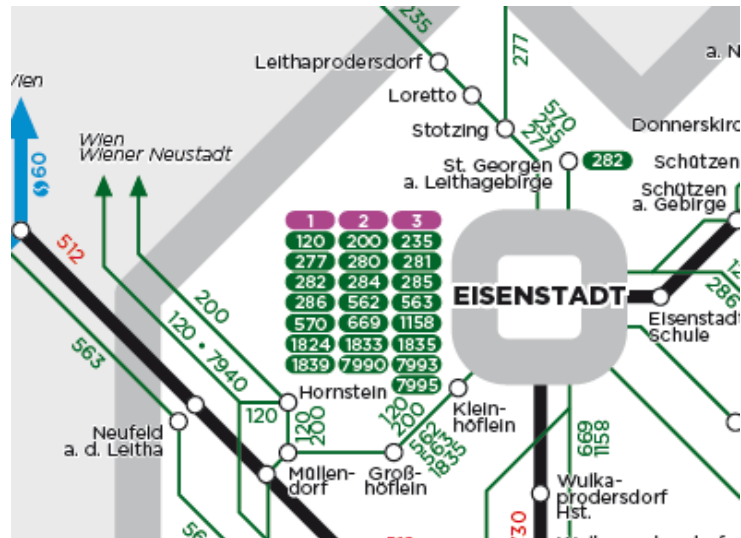 235
Leithaprodersdorf
277
a. N
Loretto
Stotzing
570
235
277
Donnerskirc
Wien
Wiener Neustadt
St. Georgen
a. Leithagebirge
282
Schützen
Schützen
a. Gebirge
60
512
1 2 3
120 200 235
277 280 281
282 284 285
286 562 563
570 669 1158
1824 1833 1835
1839 7990 7993
7995
EISENSTADT
286
Eisenstadt
Schule
200
120 • 7940
563
Hornstein
120
120
200
120
200
Klein-
höflein
Neufeld
a. d. Leitha
Müllen-
dorf
Groß-
höflein
1835
669
1158
Wulka-
prodersdorf
Hst.